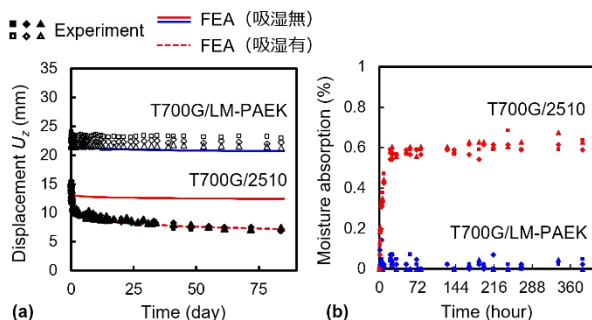 Experiment
FEA（吸湿無）
FEA（吸湿有）
Displacement Uz (mm)
35
30
25
20
15
10
5
0
T700G/LM-PAEK
T700G/2510
0 25 50 75
(a) Time (day)
Moisture absorption (%)
1
0.8
0.6
0.4
0.2
0
T700G/2510
T700G/LM-PAEK
0 72 144 216 288 360
(b) Time (hour)